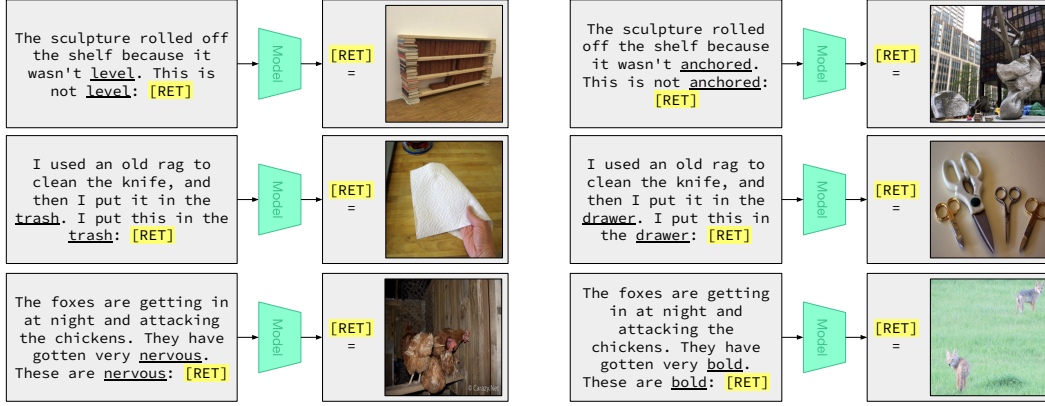 The sculpture rolled off
the shelf because it
wasn't level. This is
not level: [RET]
Model
[RET]
=
The sculpture rolled
off the shelf because
it wasn't anchored.
This is not anchored:
[RET]
Model
[RET]
=
I used an old rag to
clean the knife, and
then I put it in the
trash. I put this in the
trash: [RET]
Model
[RET]
=
I used an old rag to
clean the knife, and
then I put it in the
drawer. I put this in
the drawer: [RET]
Model
[RET]
=
The foxes are getting in
at night and attacking
the chickens. They have
gotten very nervous.
These are nervous: [RET]
Model
[RET]
=
The foxes are getting
in at night and
attacking the
chickens. They have
gotten very bold.
These are bold: [RET]
Model
[RET]
=